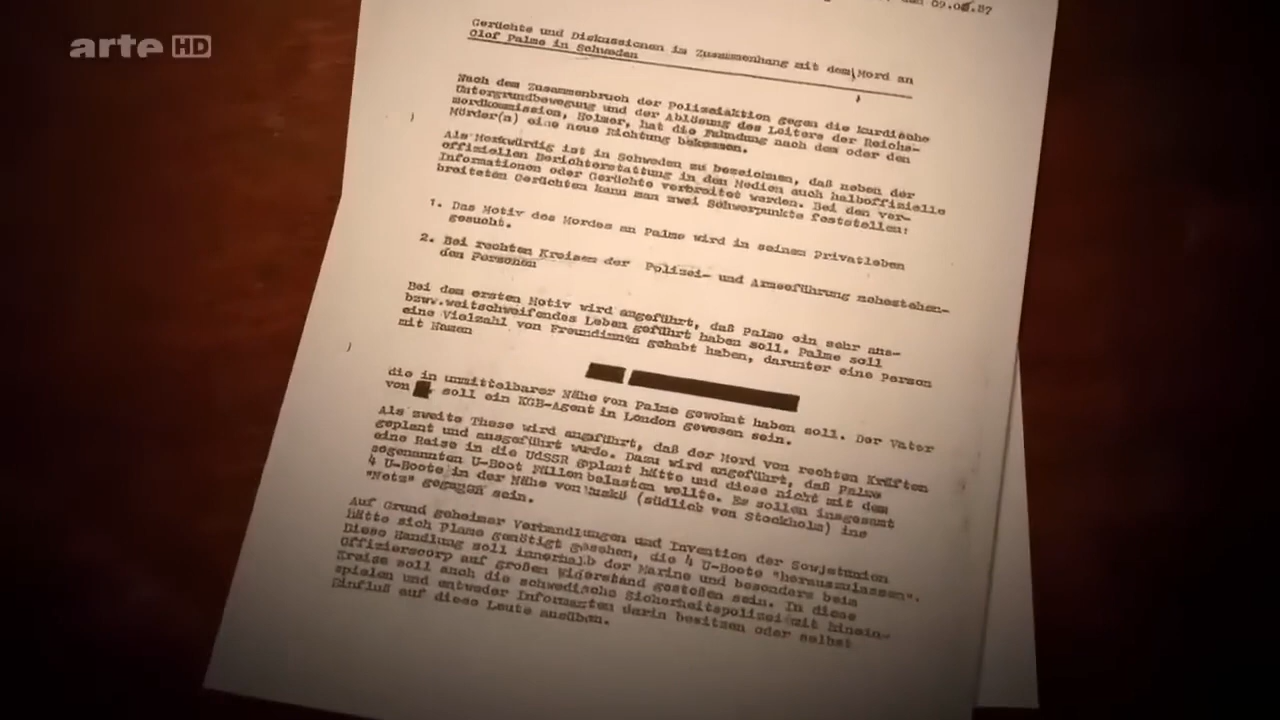 arte HD
09.0 .87
Gerüchte und Diskussionen im Zusammenhang mit dem Mord an
Olof Palme in Schweden
Nach dem Zusammenbruch der Polizeiaktion gegen die kurdische
Untergrundbewegung und der Ablösung des Leiters der Reichs-
mordkommission, Holmer, hat die Fahndung nach dem oder den
Mörder(n) eine neue Richtung bekommen.
Als Merkwürdig ist in Schweden zu bezeichnen, daß neben der
offiziellen Berichterstattung in den Medien auch halboffizielle
Informationen oder Gerüchte verbreitet werden. Bei den ver-
breiteten Gerüchten kann man zwei Schwerpunkte feststellen:
1. Das Motiv des Mordes an Palme wird in seinem Privatleben
gesucht.
2. Bei rechten Kreisen der Polizei- und Armeeführung nahestehen-
den Personen
Bei dem ersten Motiv wird angeführt, daß Palme ein sehr aus-
bzw. weitschweifendes Leben geführt haben soll. Palme soll
eine Vielzahl von Freundinnen gehabt haben, darunter eine Person
mit Namen
die in unmittelbarer Nähe von Palme gewohnt haben soll. Der Vater
von , soll ein KGB-Agent in London gewesen sein.
Als zweite These wird angeführt, daß der Mord von rechten Kräften
geplant und ausgeführt wurde. Dazu wird angeführt, daß Palme
eine Reise in die UdSSR geplant hätte und diese nicht mit dem
sogenannten U-Boot Fällen belasten wollte. Es sollen insgesamt
4 U-Boote in der Nähe von Muskö (südlich von Stockholm) ins
"Netz" gegangen sein.
Auf Grund geheimer Verhandlungen und Invention der Sowjetunion
hätte sich Plame genötigt gesehen, die 4 U-Boote "herauszulassen".
Diese Handlung soll innerhalb der Marine und besonders beim
Offizierscorp auf großen Widerstand gestoßen sein. In diese
Kreise soll auch die schwedische Sicherheitspolizei mit hinein-
spielen und entweder Informanten darin besitzen oder selbst
Einfluß auf diese Leute ausüben.